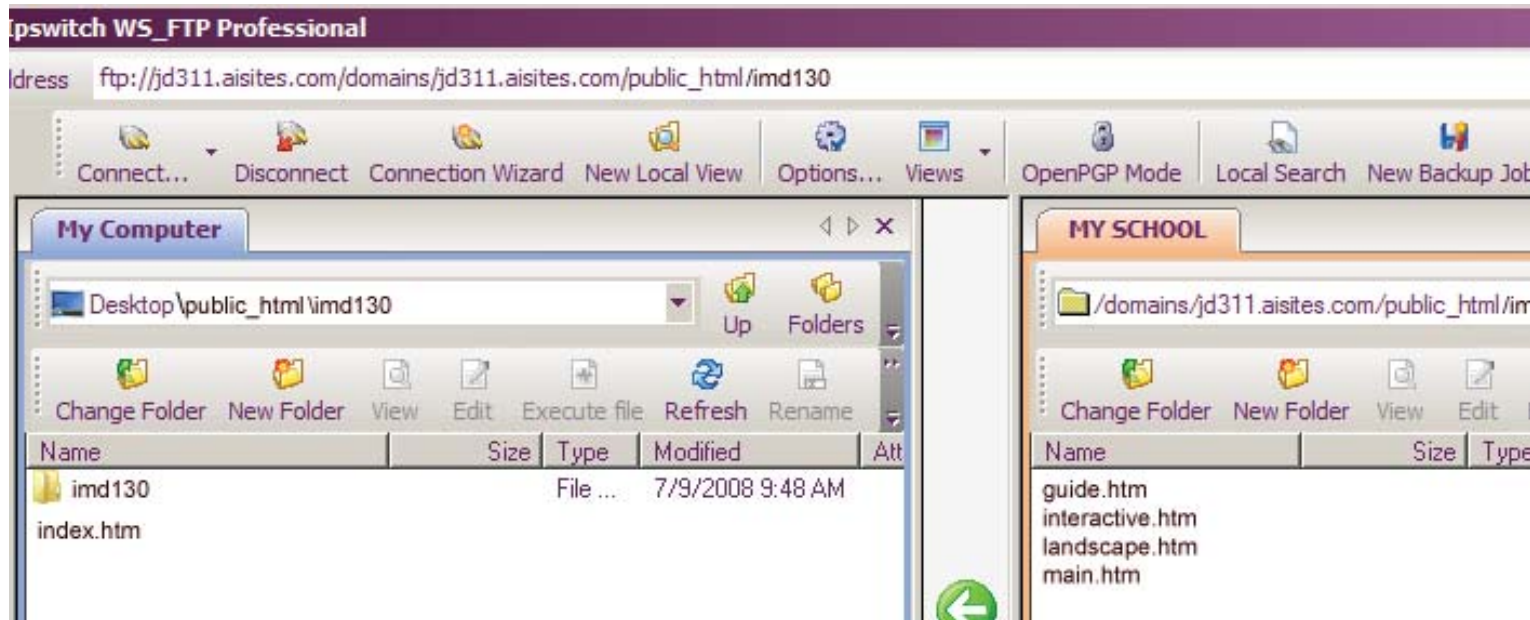 Ipswitch WS_FTP Professional
ldress ftp://jd311.aisites.com/domains/jd311.aisites.com/public_html/imd130
Connect... Disconnect Connection Wizard New Local View Options... Views OpenPGP Mode Local Search New Backup Job
My Computer MY SCHOOL
Desktop\public_html\imd130 Up Folders /domains/jd311.aisites.com/public_html/im
Change Folder New Folder View Edit Execute file Refresh Rename Change Folder New Folder View Edit
Name Size Type Modified Att Name Size Type
imd130 File ... 7/9/2008 9:48 AM guide.htm
interactive.htm
index.htm
landscape.htm
main.htm